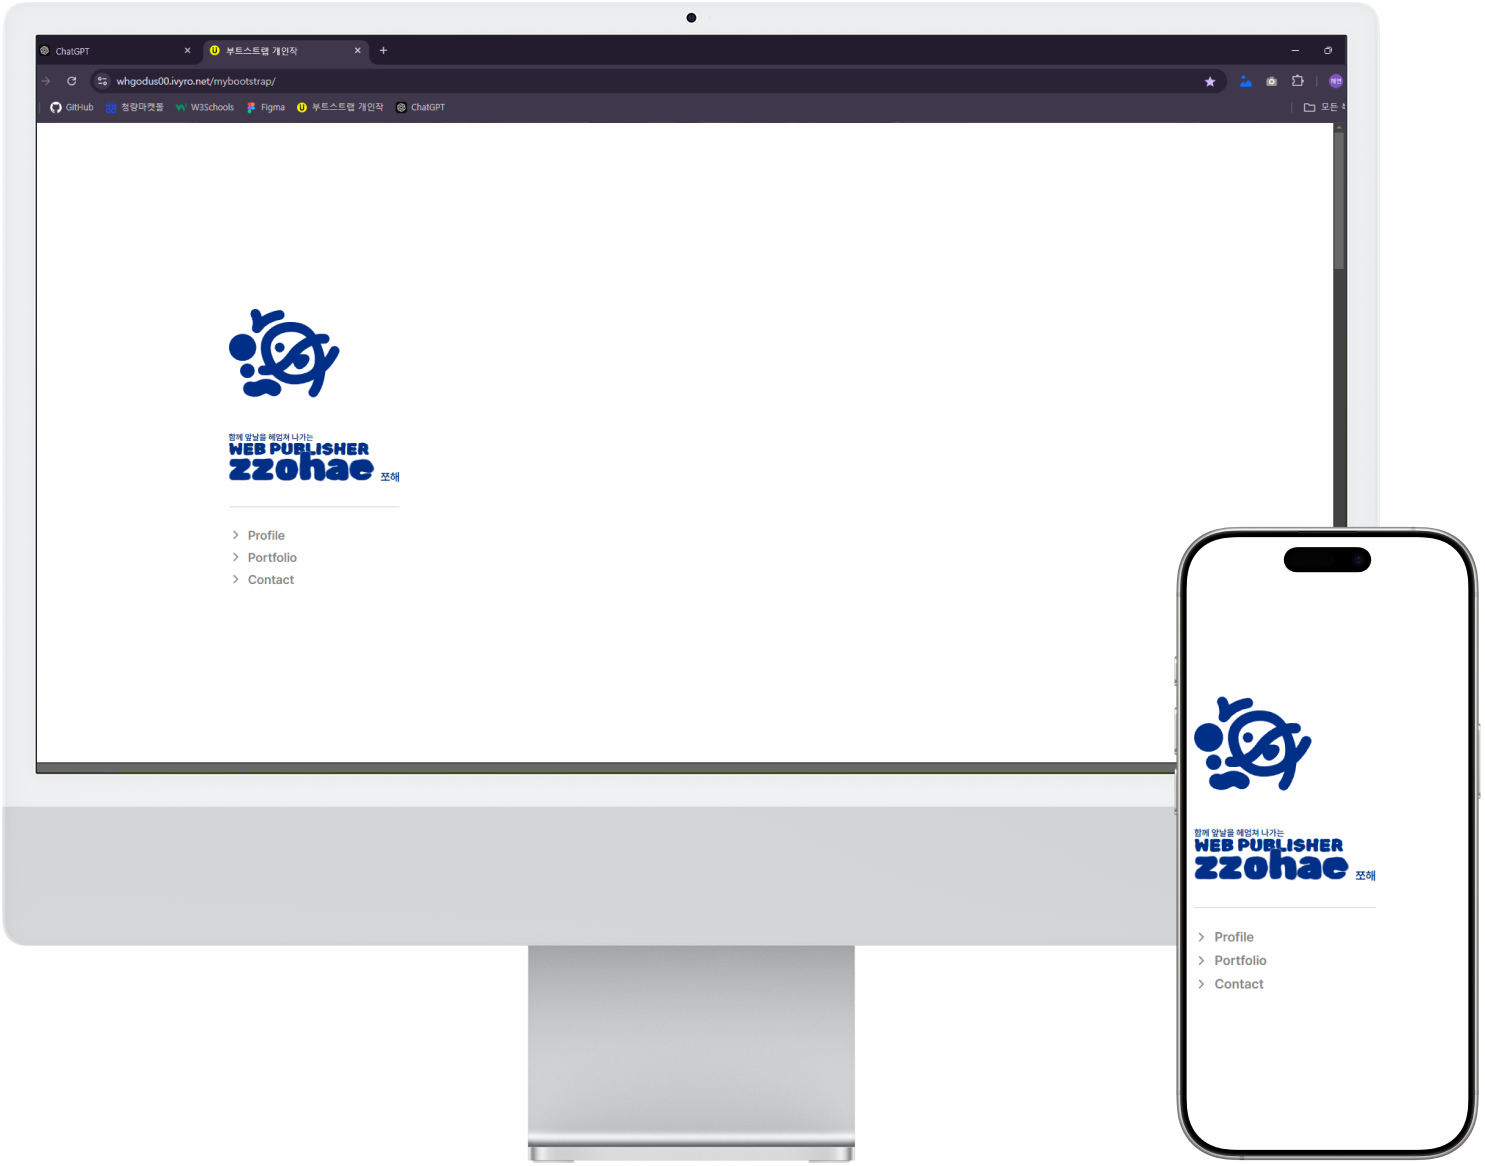 ChatGPT
부트스트랩 개인작
whgodus00.ivyro.net/mybootstrap/
해연
GitHub
청량마켓몰
W3Schools
Figma
부트스트랩 개인작
ChatGPT
모든
함께 앞날을 헤엄쳐 나가는
WEB PUBLISHER
zzohae 쪼해
Profile
Portfolio
Contact
함께 앞날을 헤엄쳐 나가는
WEB PUBLISHER
zzohae 쪼해
Profile
Portfolio
Contact